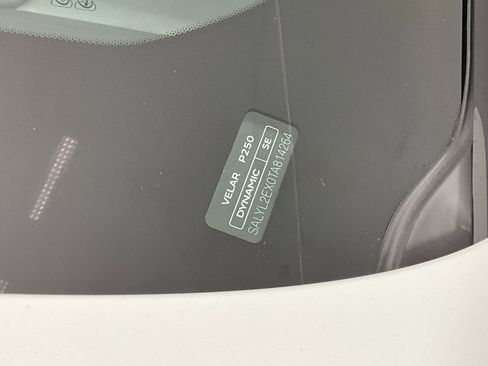 VELAR P250
DYNAMIC SE
SALYL2EX0TA814264